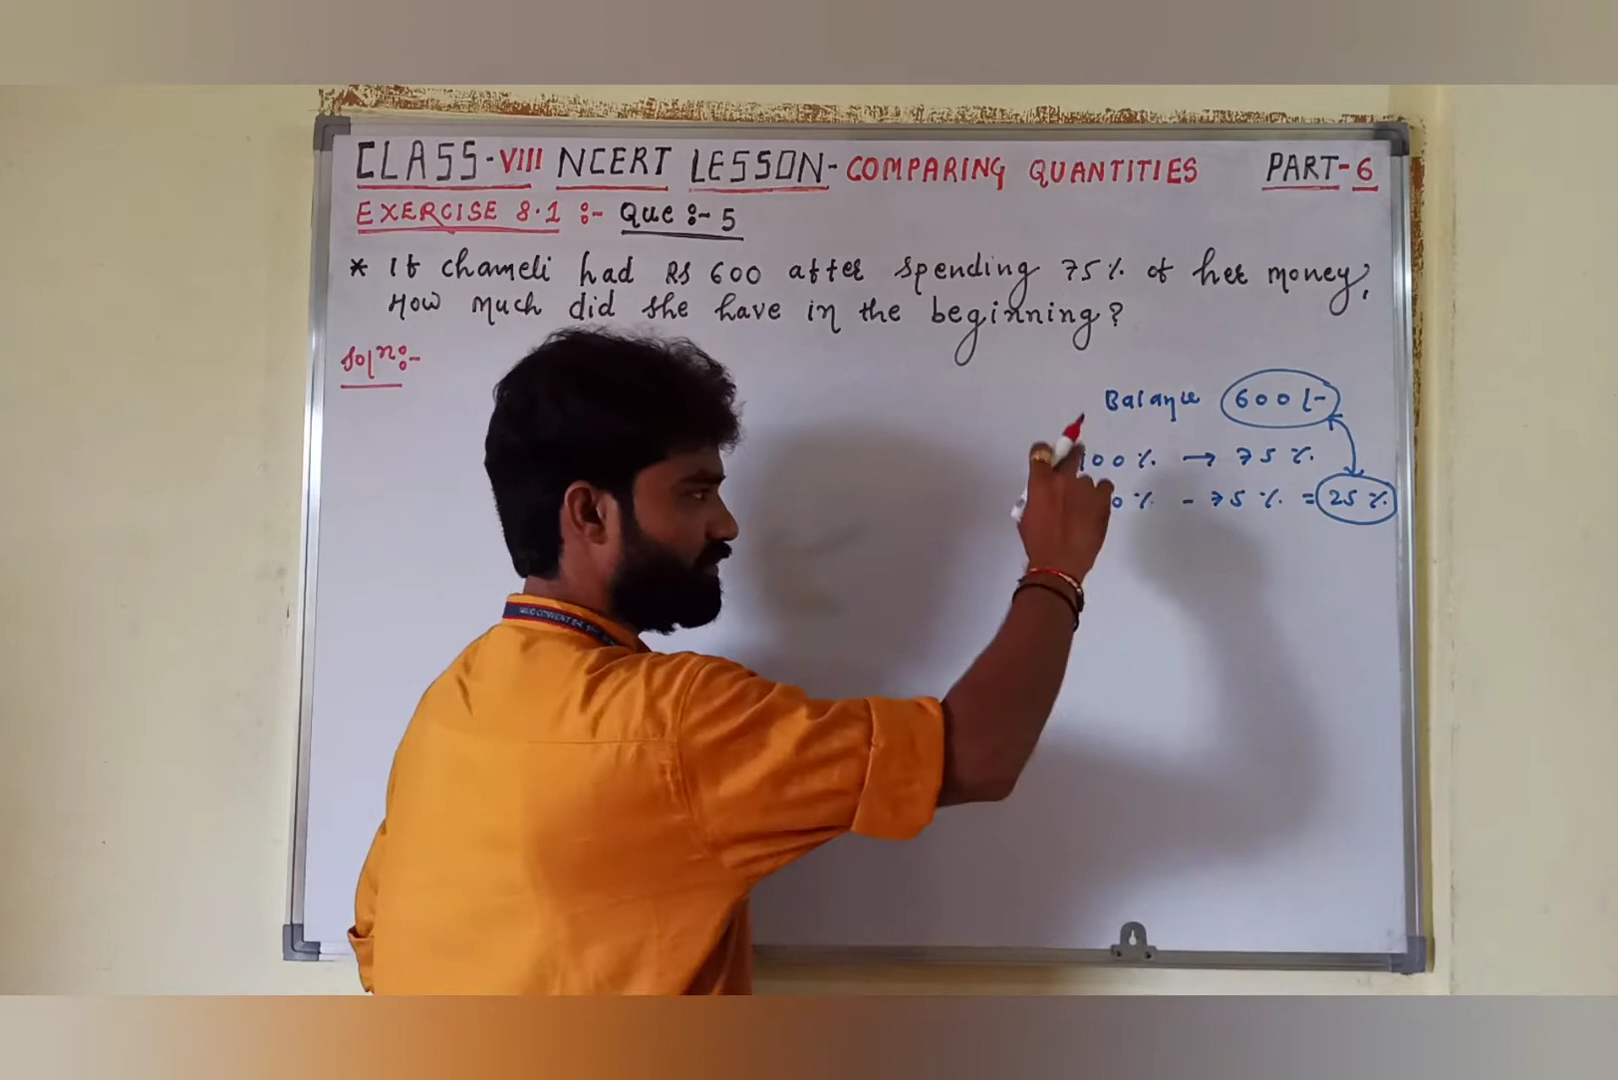 CLASS-VIII NCERT LESSON- COMPARING QUANTITIES PART-6
EXERCISE 8.1 :- Que :- 5
* If chameli had Rs 600 after spending 75% of her money,
How much did she have in the beginning?
Solⁿ:-
Balance 600/-
100% → 75%
0% - 75% = 25%